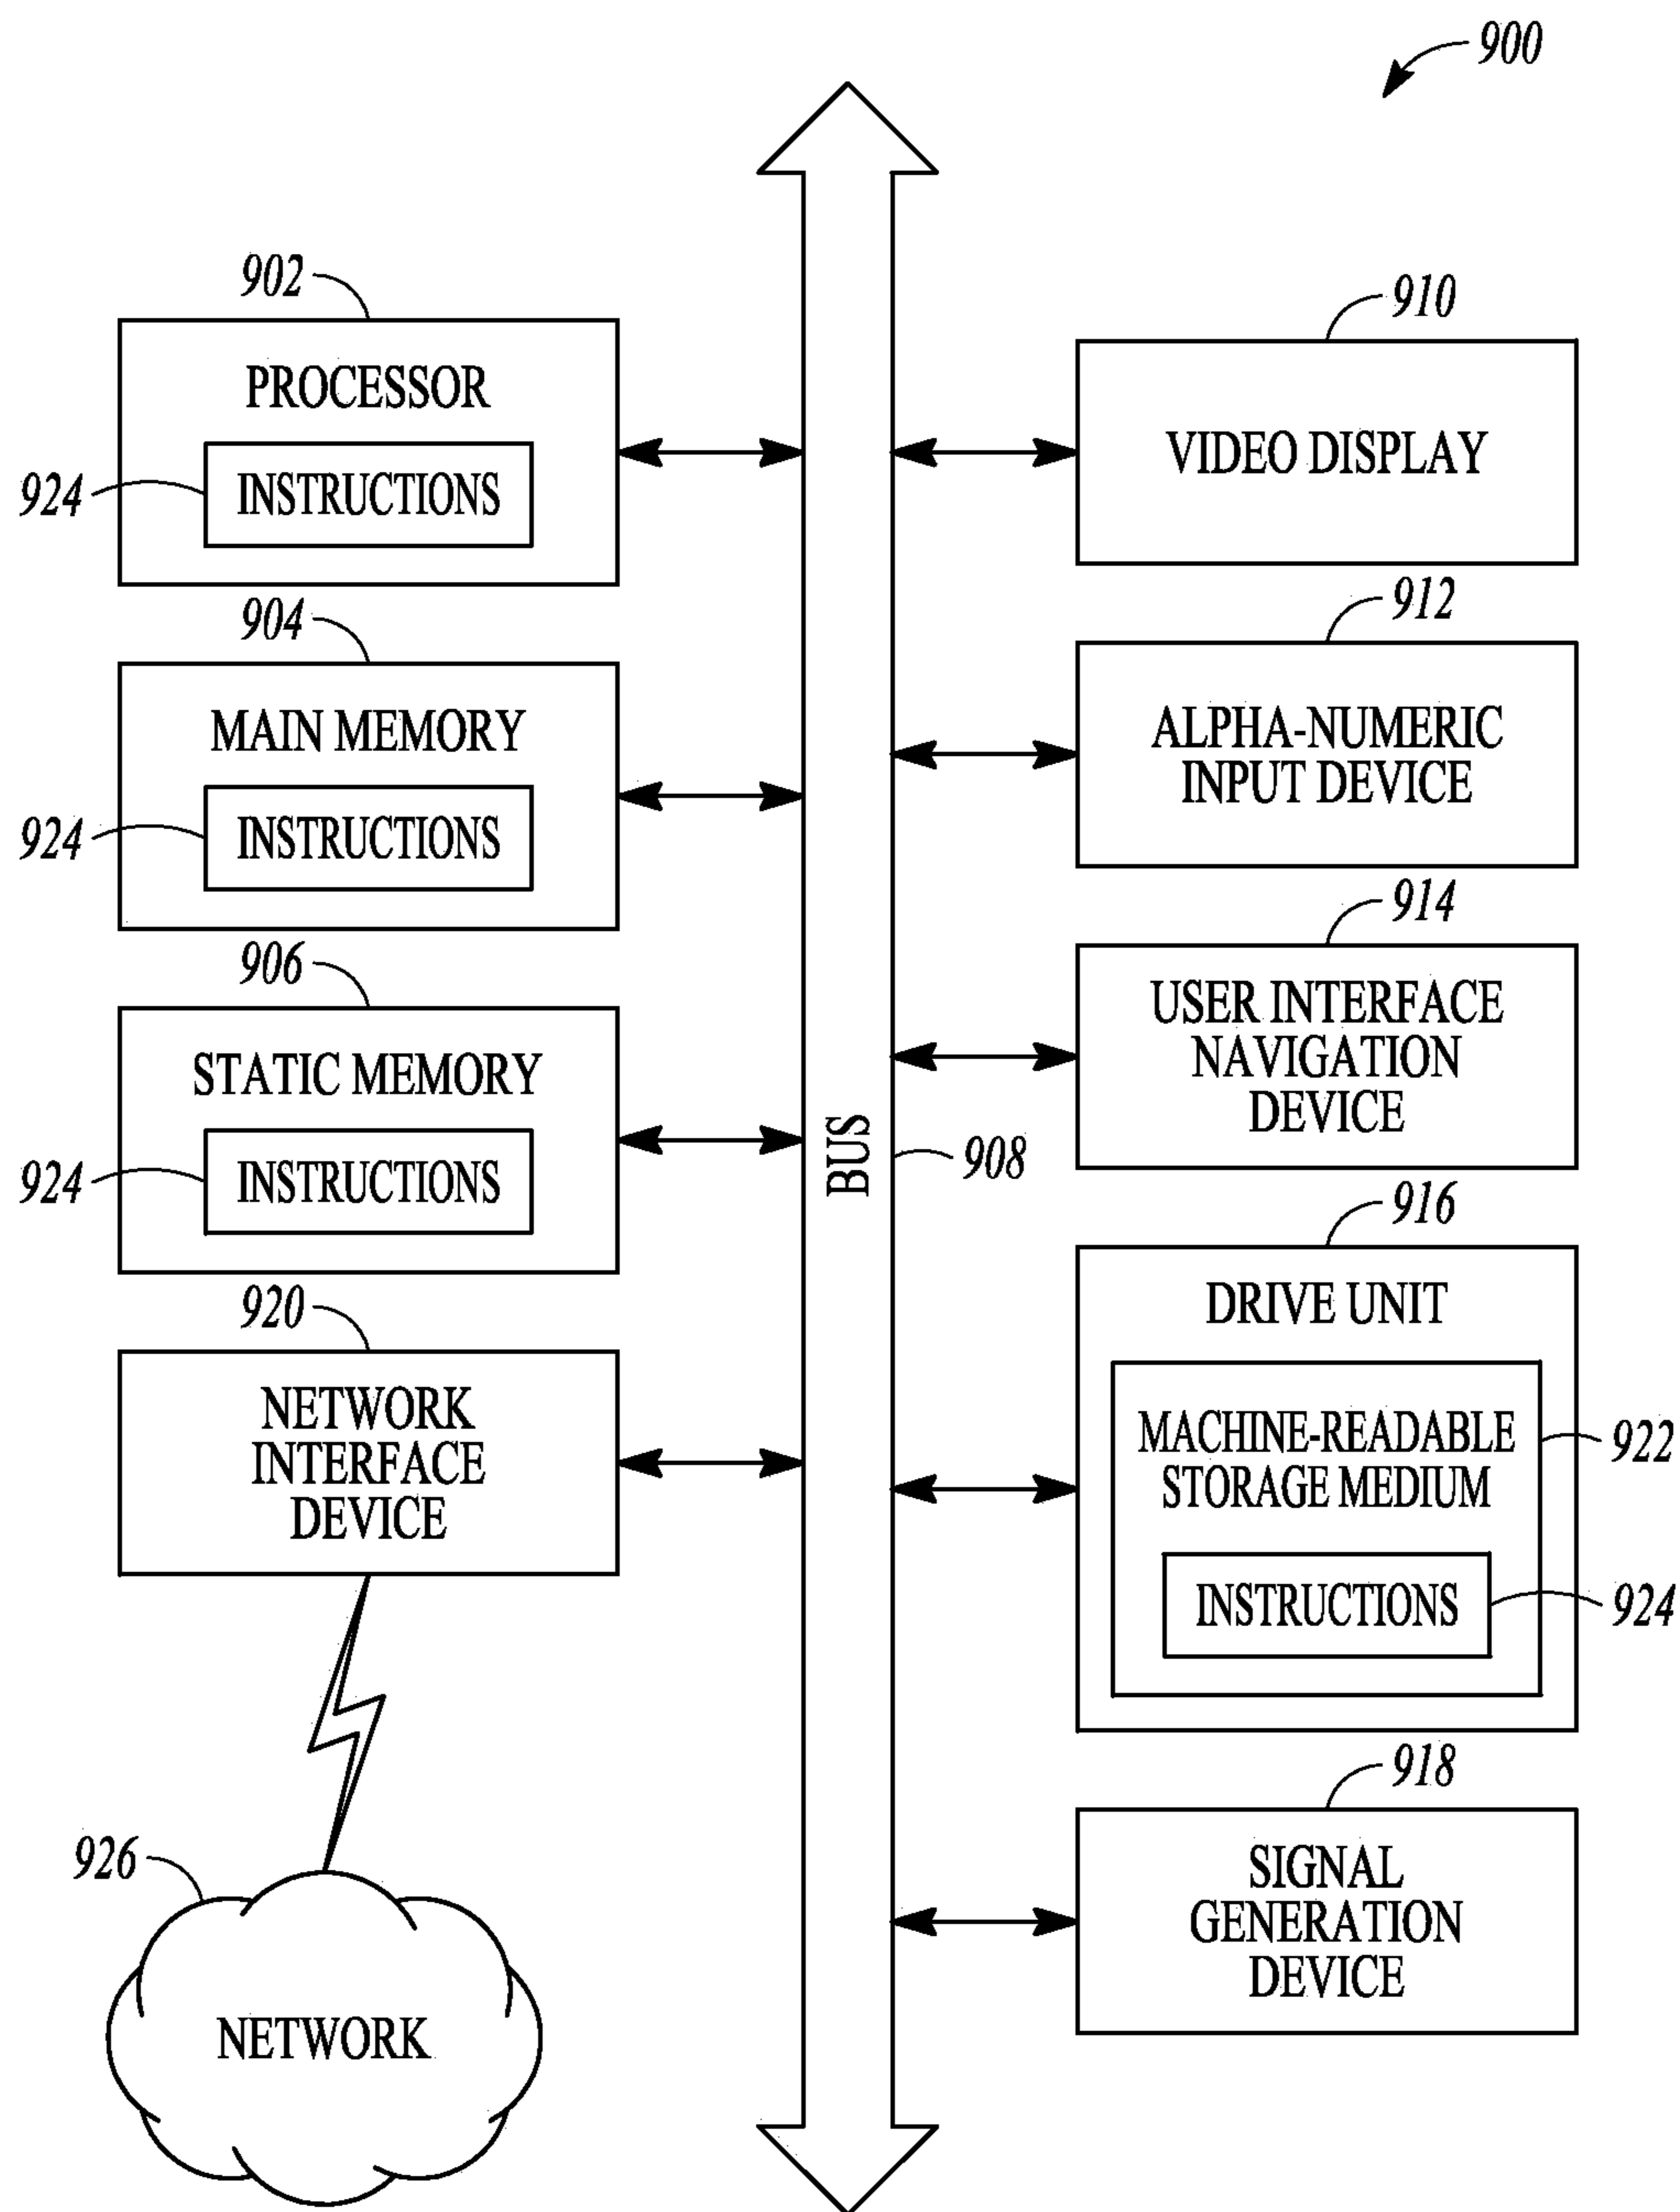 900
902
PROCESSOR
924
INSTRUCTIONS
904
MAIN MEMORY
924
INSTRUCTIONS
906
STATIC MEMORY
924
INSTRUCTIONS
920
NETWORK
INTERFACE
DEVICE
926
NETWORK
BUS
908
910
VIDEO DISPLAY
912
ALPHA-NUMERIC
INPUT DEVICE
914
USER INTERFACE
NAVIGATION
DEVICE
916
DRIVE UNIT
MACHINE-READABLE
STORAGE MEDIUM
922
INSTRUCTIONS
924
918
SIGNAL
GENERATION
DEVICE